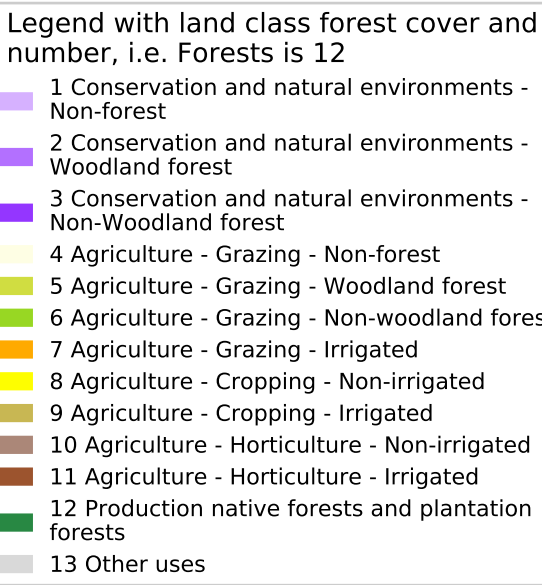 Legend with land class forest cover and
number, i.e. Forests is 12
1 Conservation and natural environments -
Non-forest
2 Conservation and natural environments -
Woodland forest
3 Conservation and natural environments -
Non-Woodland forest
4 Agriculture - Grazing - Non-forest
5 Agriculture - Grazing - Woodland forest
6 Agriculture - Grazing - Non-woodland fores
7 Agriculture - Grazing - Irrigated
8 Agriculture - Cropping - Non-irrigated
9 Agriculture - Cropping - Irrigated
10 Agriculture - Horticulture - Non-irrigated
11 Agriculture - Horticulture - Irrigated
12 Production native forests and plantation
forests
13 Other uses